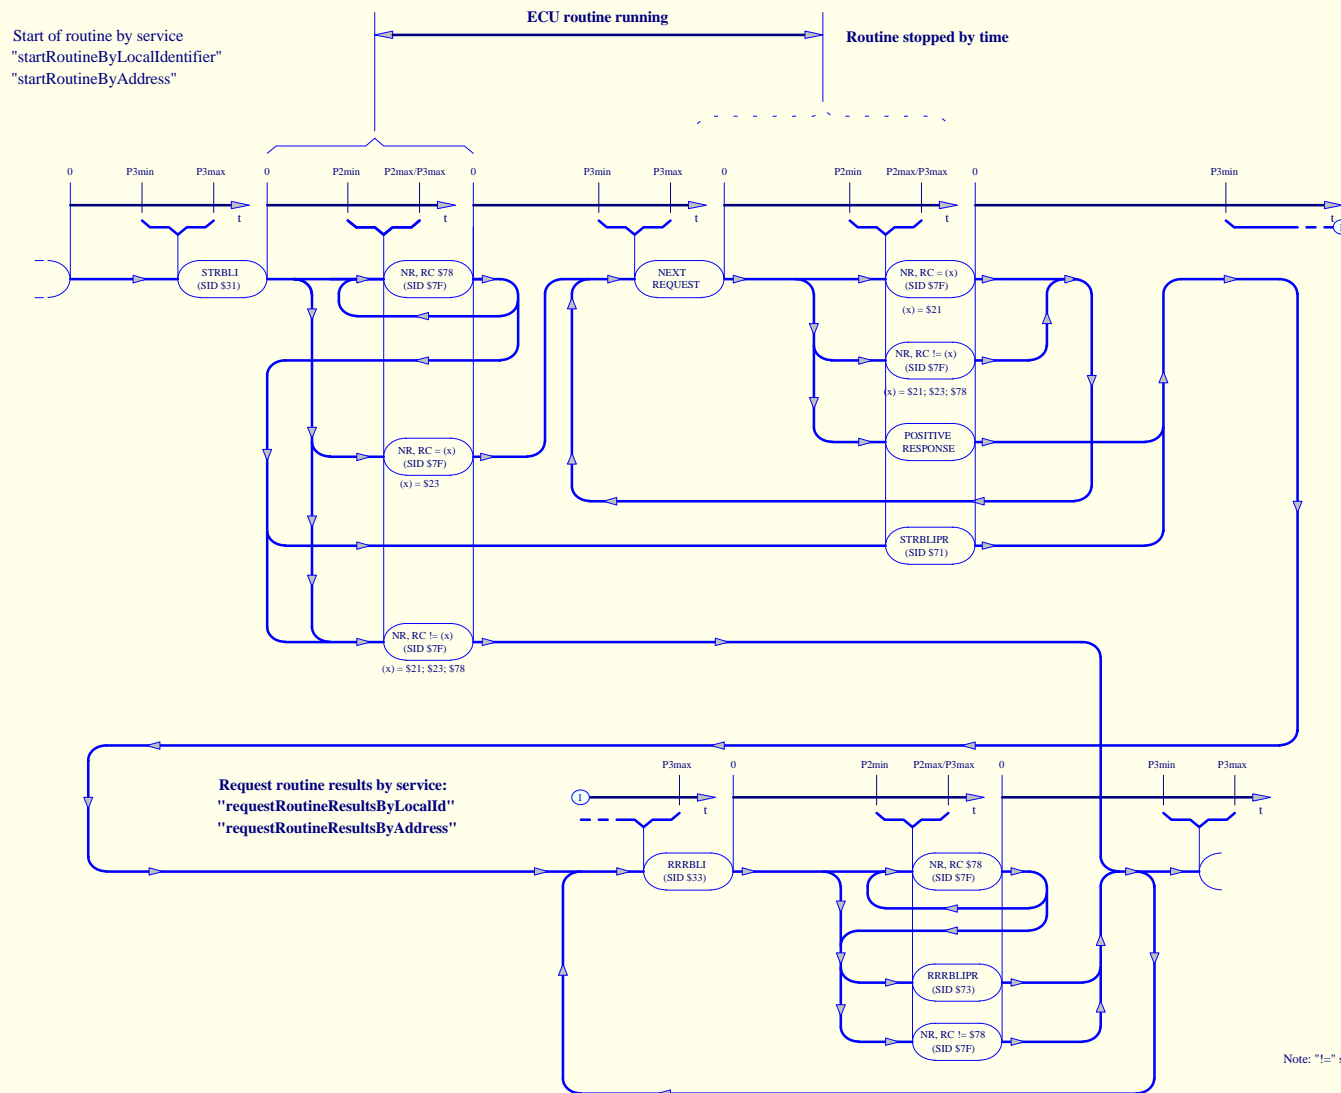 ECU routine running
Start of routine by service
"startRoutineByLocalIdentifier"
"startRoutineByAddress"
Routine stopped by time
0 P3min P3max 0 P2min P2max/P3max 0 P3min P3max 0 P2min P2max/P3max 0 P3min
t t t t t
1
STRBLI
(SID $31)
NR, RC $78
(SID $7F)
NEXT
REQUEST
NR, RC = (x)
(SID $7F)
(x) = $21
NR, RC != (x)
(SID $7F)
(x) = $21; $23; $78
POSITIVE
RESPONSE
NR, RC = (x)
(SID $7F)
(x) = $23
STRBLIPR
(SID $71)
NR, RC != (x)
(SID $7F)
(x) = $21; $23; $78
Request routine results by service:
"requestRoutineResultsByLocalId"
"requestRoutineResultsByAddress"
P3max 0 P2min P2max/P3max 0 P3min P3max
1
t t t
RRRBLI
(SID $33)
NR, RC $78
(SID $7F)
RRRBLIPR
(SID $73)
NR, RC != $78
(SID $7F)
Note: "!=" s